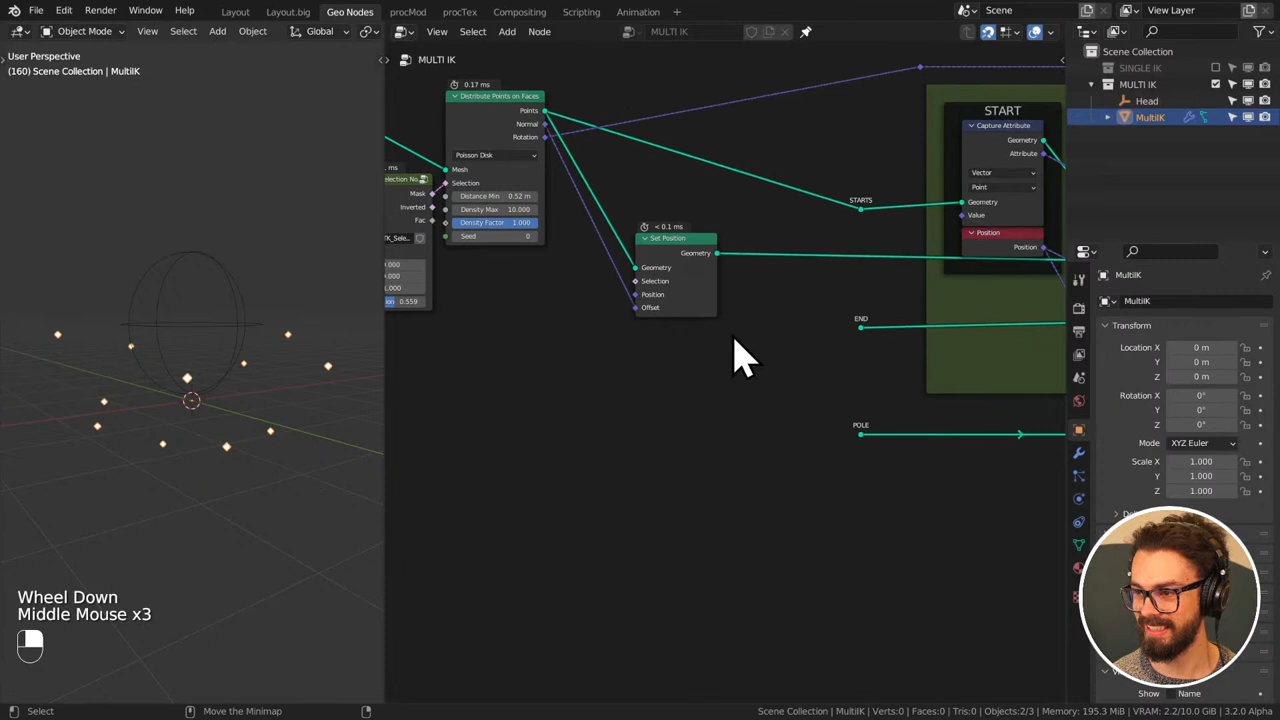 File Edit Render Window Help Layout Layout.big Geo Nodes procMod procTex Compositing Scripting Animation + Scene View Layer
Object Mode View Select Add Object Global View Select Add Node MULTI IK
User Perspective
(160) Scene Collection | MultiIK
MULTI IK
Scene Collection
SINGLE IK
MULTI IK
Head
MultiIK
0.17 ms
Distribute Points on Faces
Points
Normal
Rotation
Poisson Disk
Mesh
Selection
Distance Min 0.52 m
Density Max 10.000
Density Factor 1.000
Seed 0
Mask
Inverted
Fac
0.559
< 0.1 ms
Set Position
Geometry
Geometry
Selection
Position
Offset
STARTS
END
POLE
START
Capture Attribute
Geometry
Attribute
Vector
Point
Geometry
Value
Position
Position
MultiIK
MultiIK
Transform
Location X 0 m
Y 0 m
Z 0 m
Rotation X 0°
Y 0°
Z 0°
Mode XYZ Euler
Scale X 1.000
Y 1.000
Z 1.000
Show Name
Wheel Down
Middle Mouse x3
Select Move the Minimap Scene Collection | MultiIK | Verts:0 | Faces:0 | Tris:0 | Objects:2/3 | Memory: 195.3 MiB | VRAM: 2.2/10.0 GiB | 3.2.0 Alpha